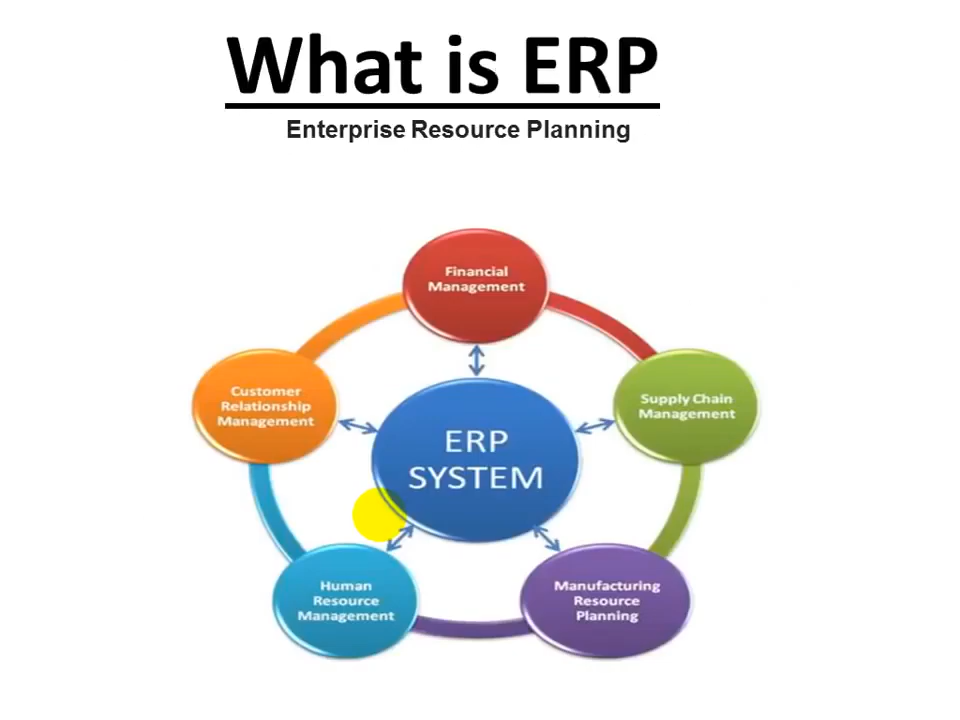 What is ERP
Enterprise Resource Planning
Financial
Management
Customer
Relationship
Management
Supply Chain
Management
ERP
SYSTEM
Human
Resource
Management
Manufacturing
Resource
Planning